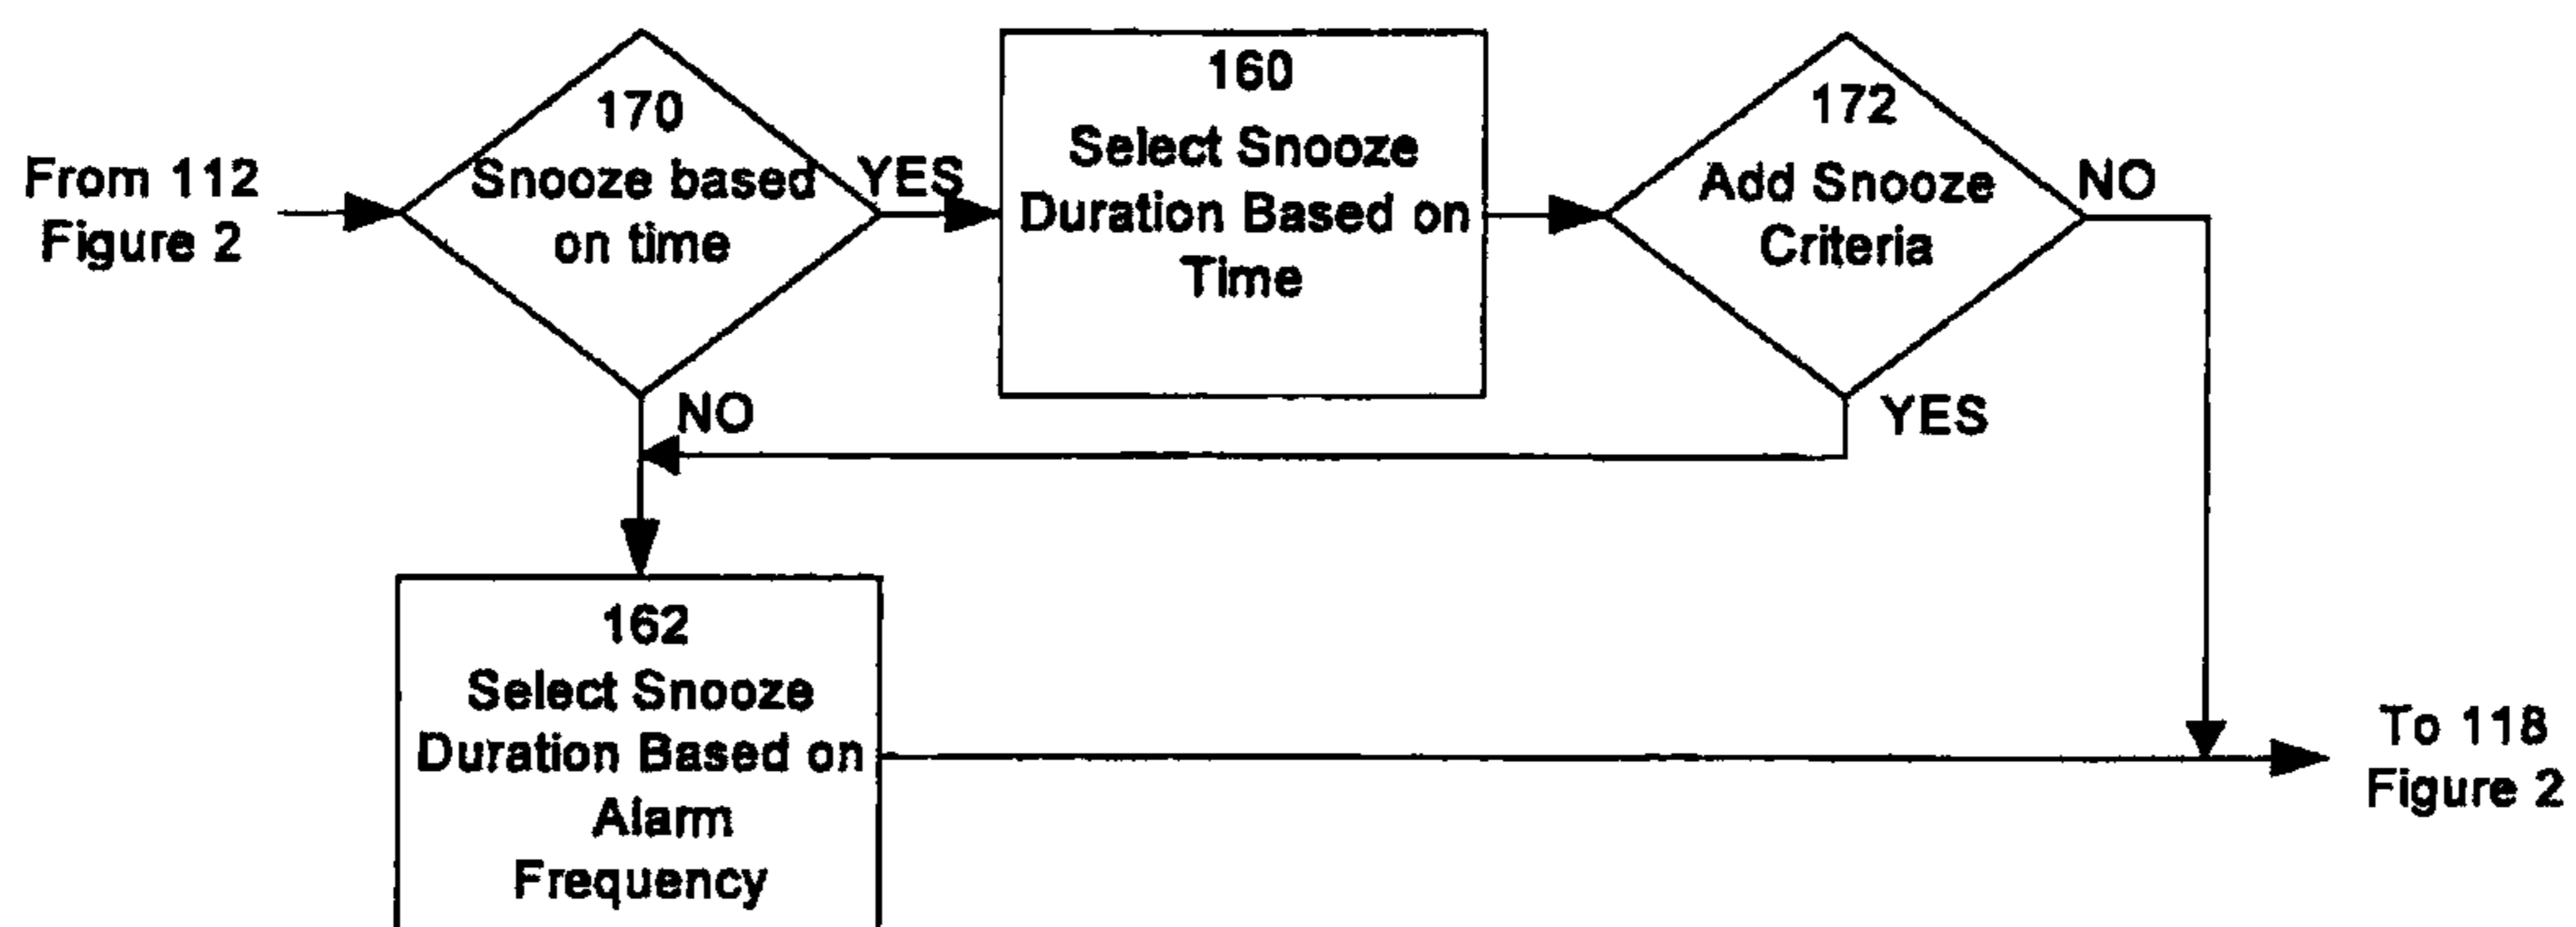 From 112
Figure 2
170
Snooze based
on time
YES
NO
160
Select Snooze
Duration Based on
Time
172
Add Snooze
Criteria
NO
YES
162
Select Snooze
Duration Based on
Alarm
Frequency
To 118
Figure 2